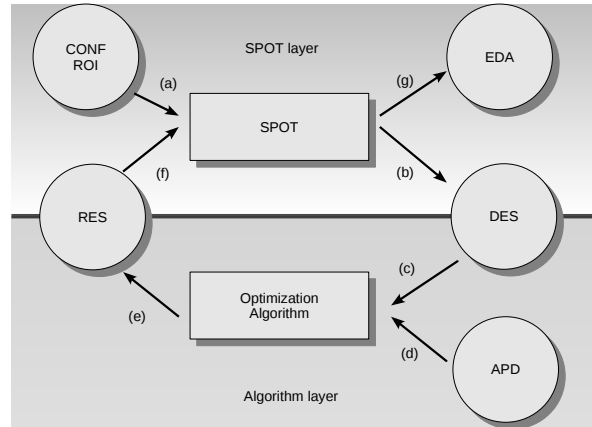 CONF
ROI
SPOT layer
EDA
(a)
(g)
SPOT
(f)
(b)
RES
DES
(c)
Optimization
Algorithm
(e)
(d)
APD
Algorithm layer